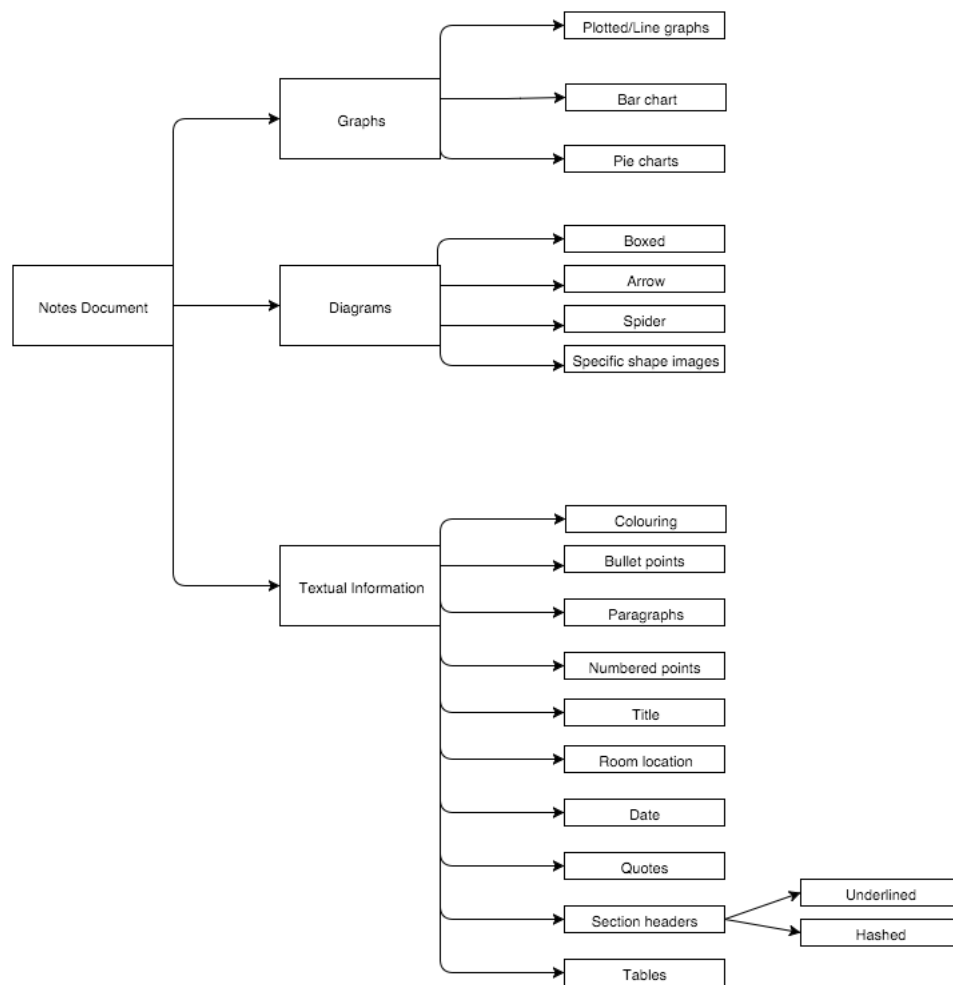 Plotted/Line graphs
Bar chart
Graphs
Pie charts
Boxed
Arrow
Notes Document
Diagrams
Spider
Specific shape images
Colouring
Bullet points
Textual Information
Paragraphs
Numbered points
Title
Room location
Date
Quotes
Underlined
Section headers
Hashed
Tables